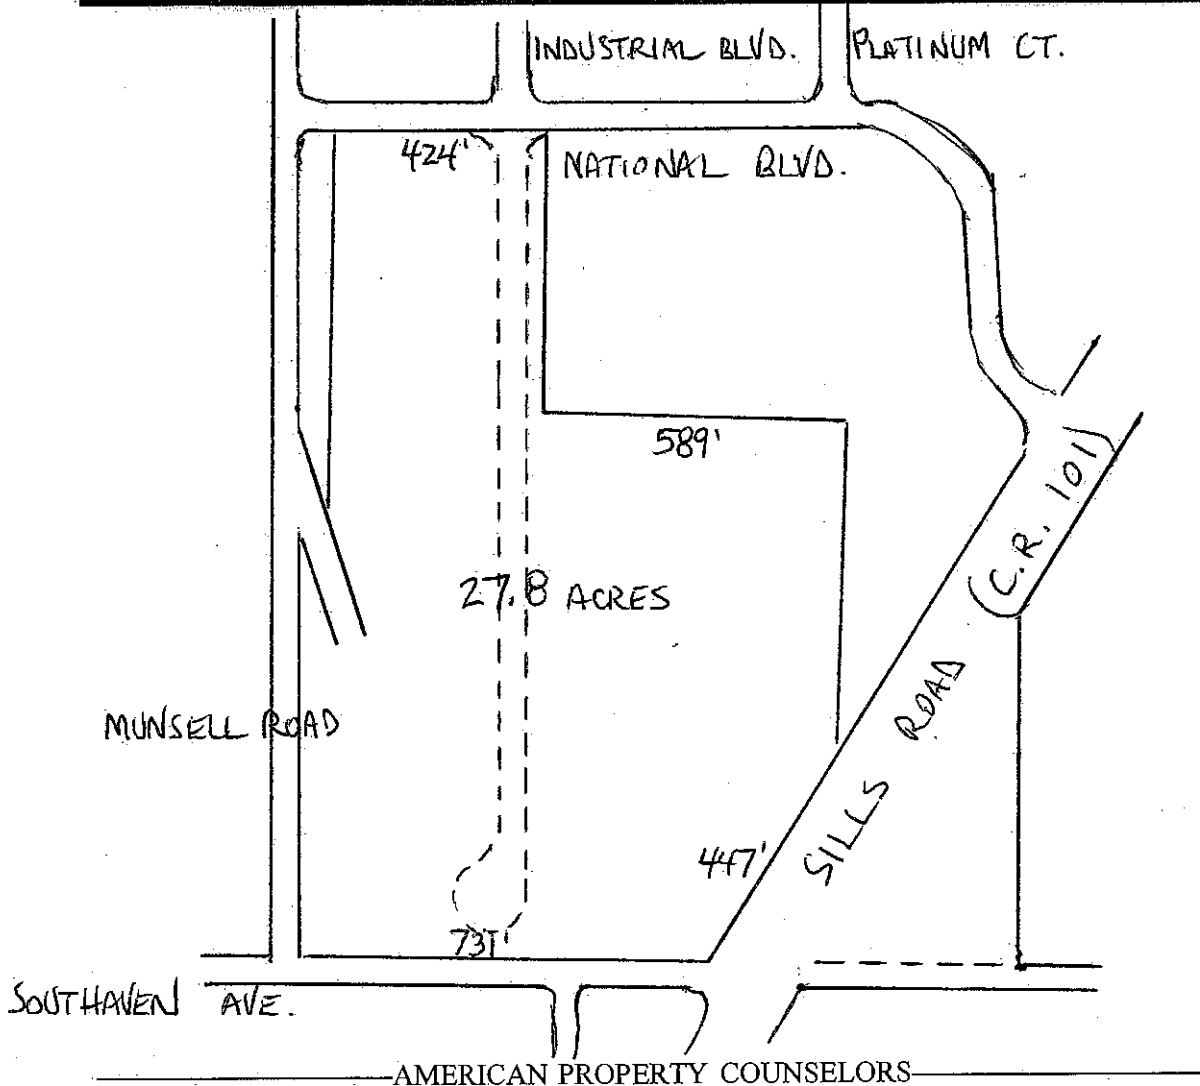 INDUSTRIAL BLVD.
PLATINUM CT.
424'
NATIONAL BLVD.
589'
(C.R. 101)
27.8 ACRES
SILLS ROAD
MUNSELL ROAD
447'
731'
SOUTHAVEN AVE.
AMERICAN PROPERTY COUNSELORS